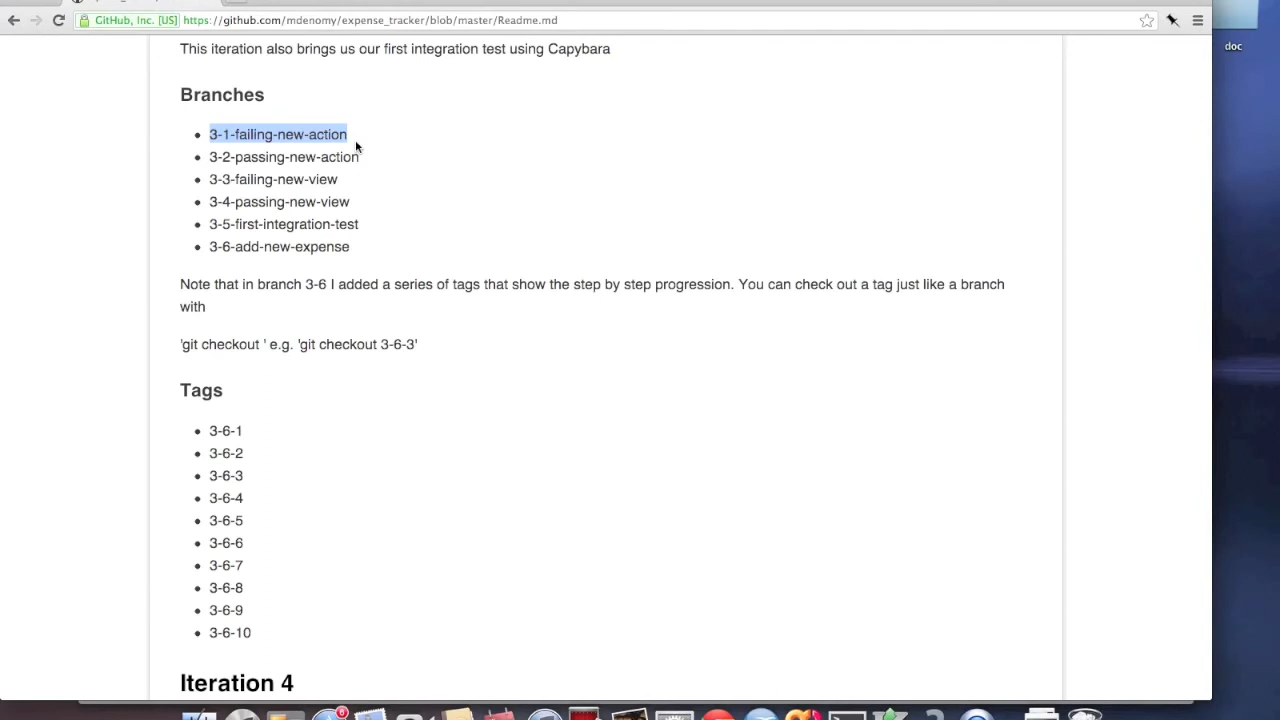 GitHub, Inc. [US] https://github.com/mdenomy/expense_tracker/blob/master/Readme.md
doc
This iteration also brings us our first integration test using Capybara
Branches
3-1-failing-new-action
3-2-passing-new-action
3-3-failing-new-view
3-4-passing-new-view
3-5-first-integration-test
3-6-add-new-expense
Note that in branch 3-6 I added a series of tags that show the step by step progression. You can check out a tag just like a branch
with
'git checkout ' e.g. 'git checkout 3-6-3'
Tags
3-6-1
3-6-2
3-6-3
3-6-4
3-6-5
3-6-6
3-6-7
3-6-8
3-6-9
3-6-10
Iteration 4